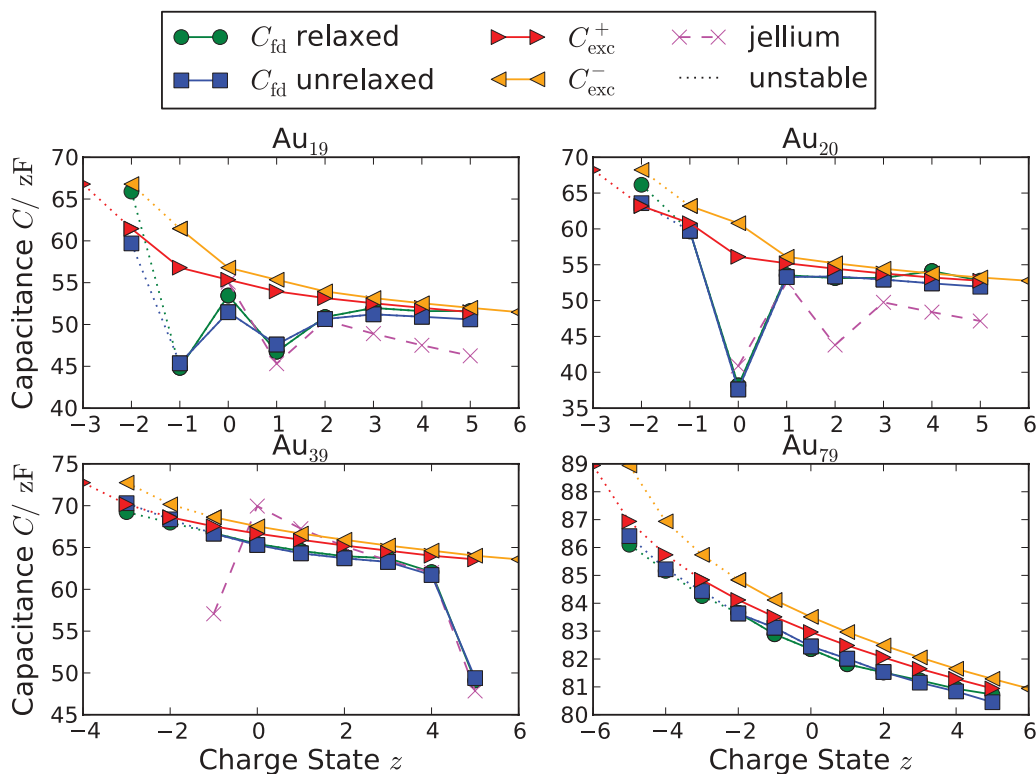 C_fd relaxed C⁺_exc jellium
C_fd unrelaxed C⁻_exc unstable
Au₁₉ Au₂₀
Capacitance C/ zF
70 65 60 55 50 45 40
−3 −2 −1 0 1 2 3 4 5 6
70 65 60 55 50 45 40 35
−3 −2 −1 0 1 2 3 4 5 6
Au₃₉ Au₇₉
Capacitance C/ zF
75 70 65 60 55 50 45
−4 −2 0 2 4 6
Charge State z
89 87 86 85 83 82 81 80
−6 −4 −2 0 2 4 6
Charge State z